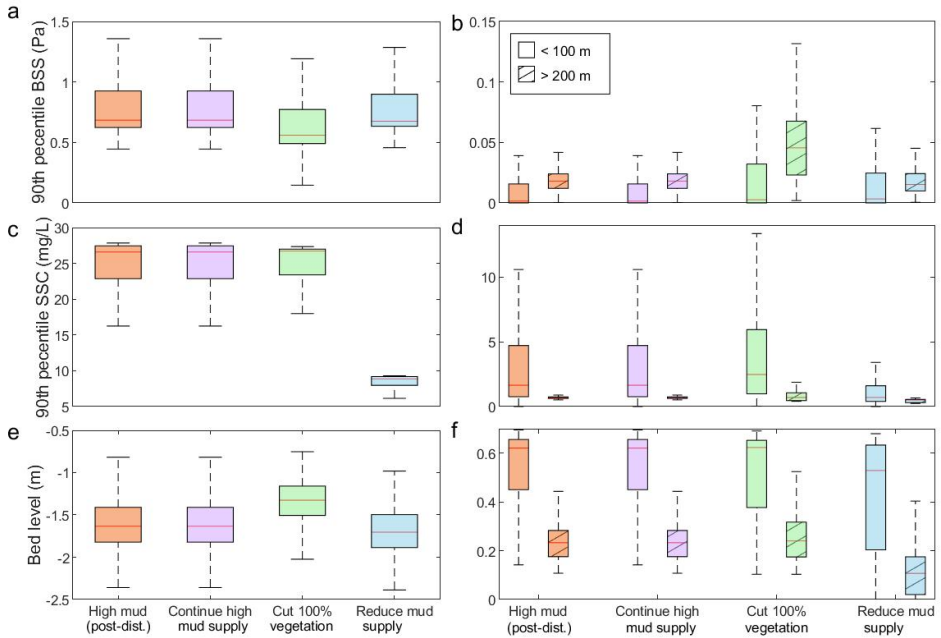 a
90th pecentile BSS (Pa)
1.5
1
0.5
0
b
0.15
0.1
0.05
0
< 100 m
> 200 m
c
90th pecentile SSC (mg/L)
30
25
20
15
10
5
d
10
5
0
e
Bed level (m)
-0.5
-1
-1.5
-2
-2.5
High mud
(post-dist.)
Continue high
mud supply
Cut 100%
vegetation
Reduce mud
supply
f
0.6
0.4
0.2
0
High mud
(post-dist.)
Continue high
mud supply
Cut 100%
vegetation
Reduce mud
supply